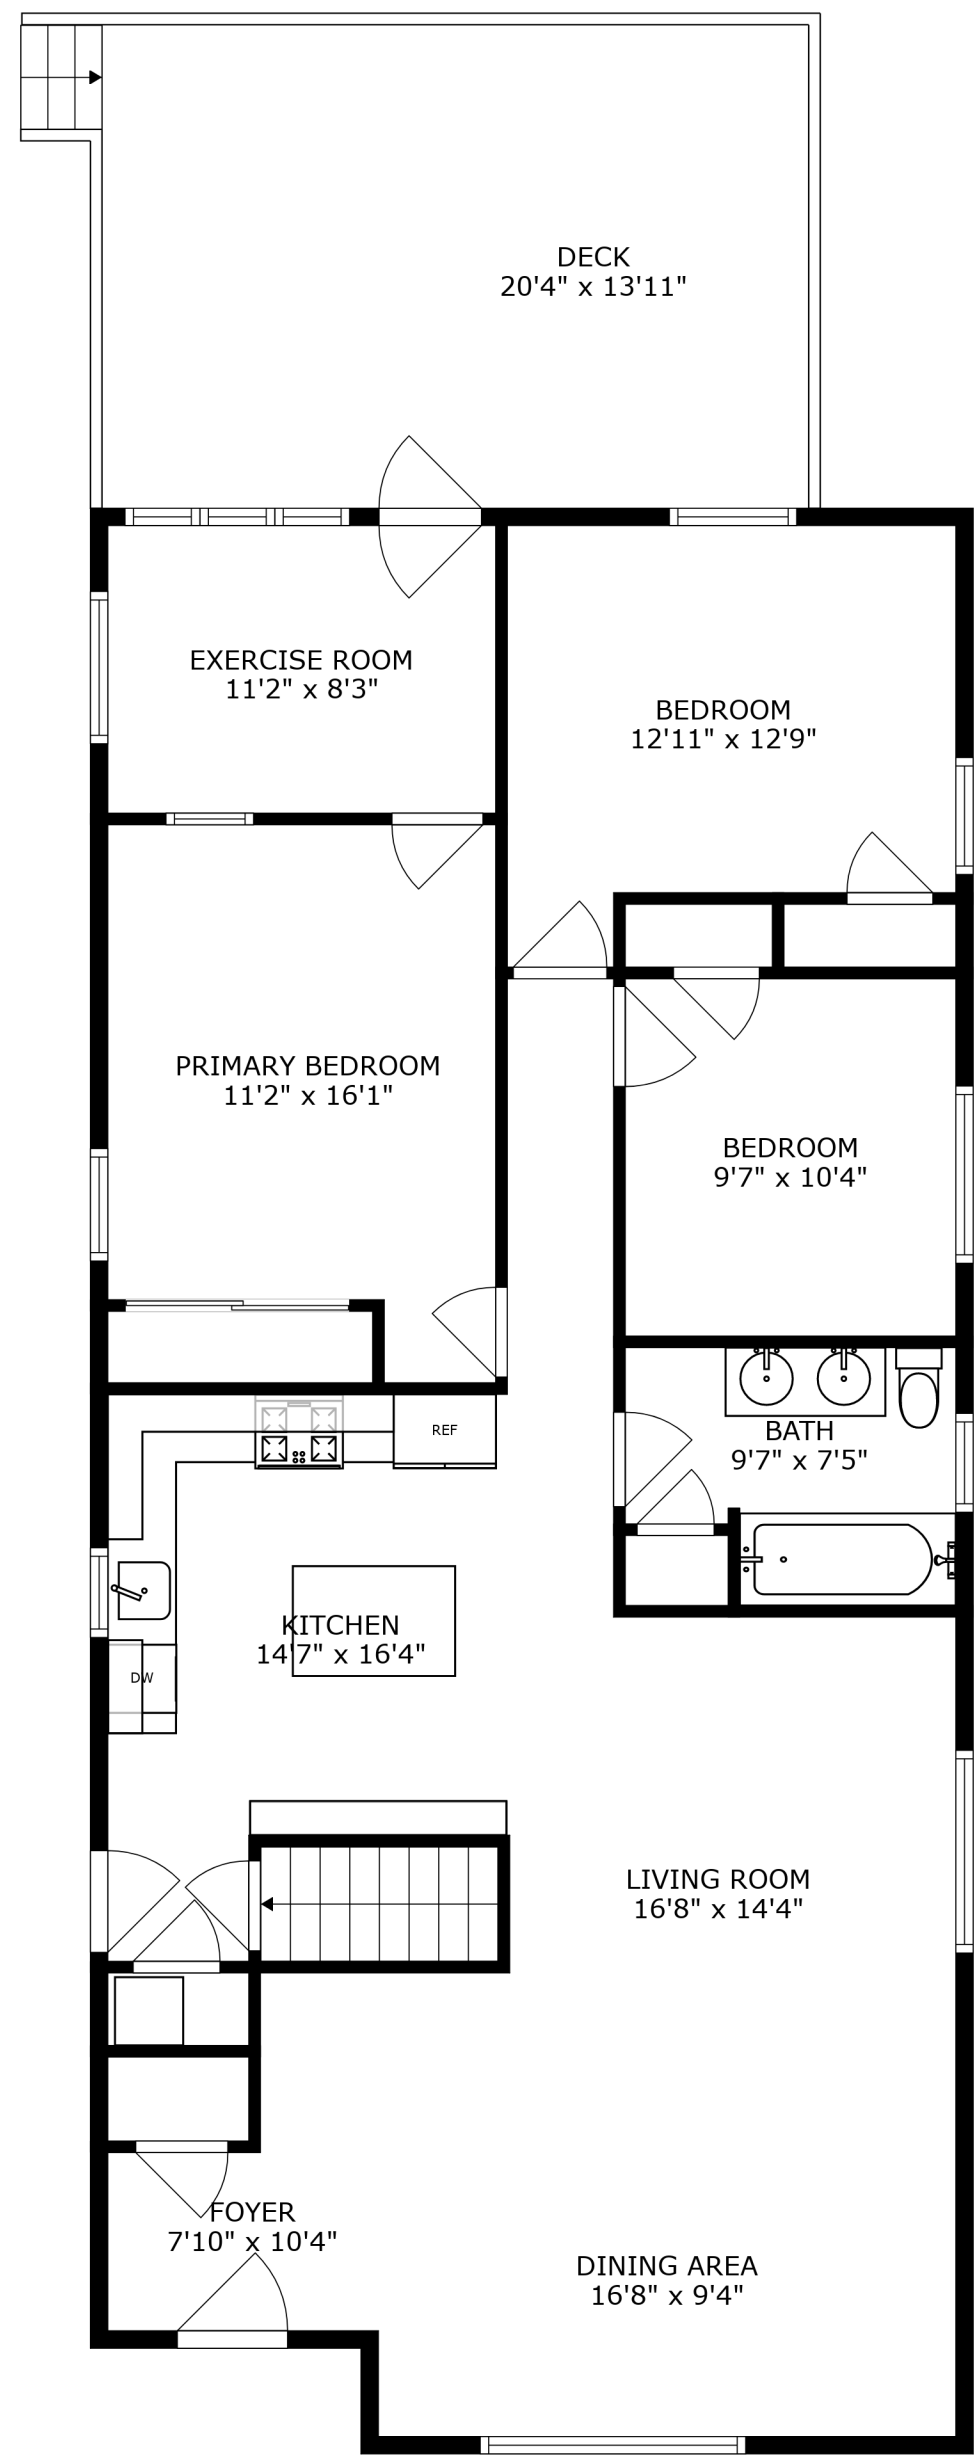 DECK
20'4" x 13'11"
EXERCISE ROOM
11'2" x 8'3"
BEDROOM
12'11" x 12'9"
PRIMARY BEDROOM
11'2" x 16'1"
BEDROOM
9'7" x 10'4"
REF
BATH
9'7" x 7'5"
KITCHEN
14'7" x 16'4"
DW
LIVING ROOM
16'8" x 14'4"
FOYER
7'10" x 10'4"
DINING AREA
16'8" x 9'4"